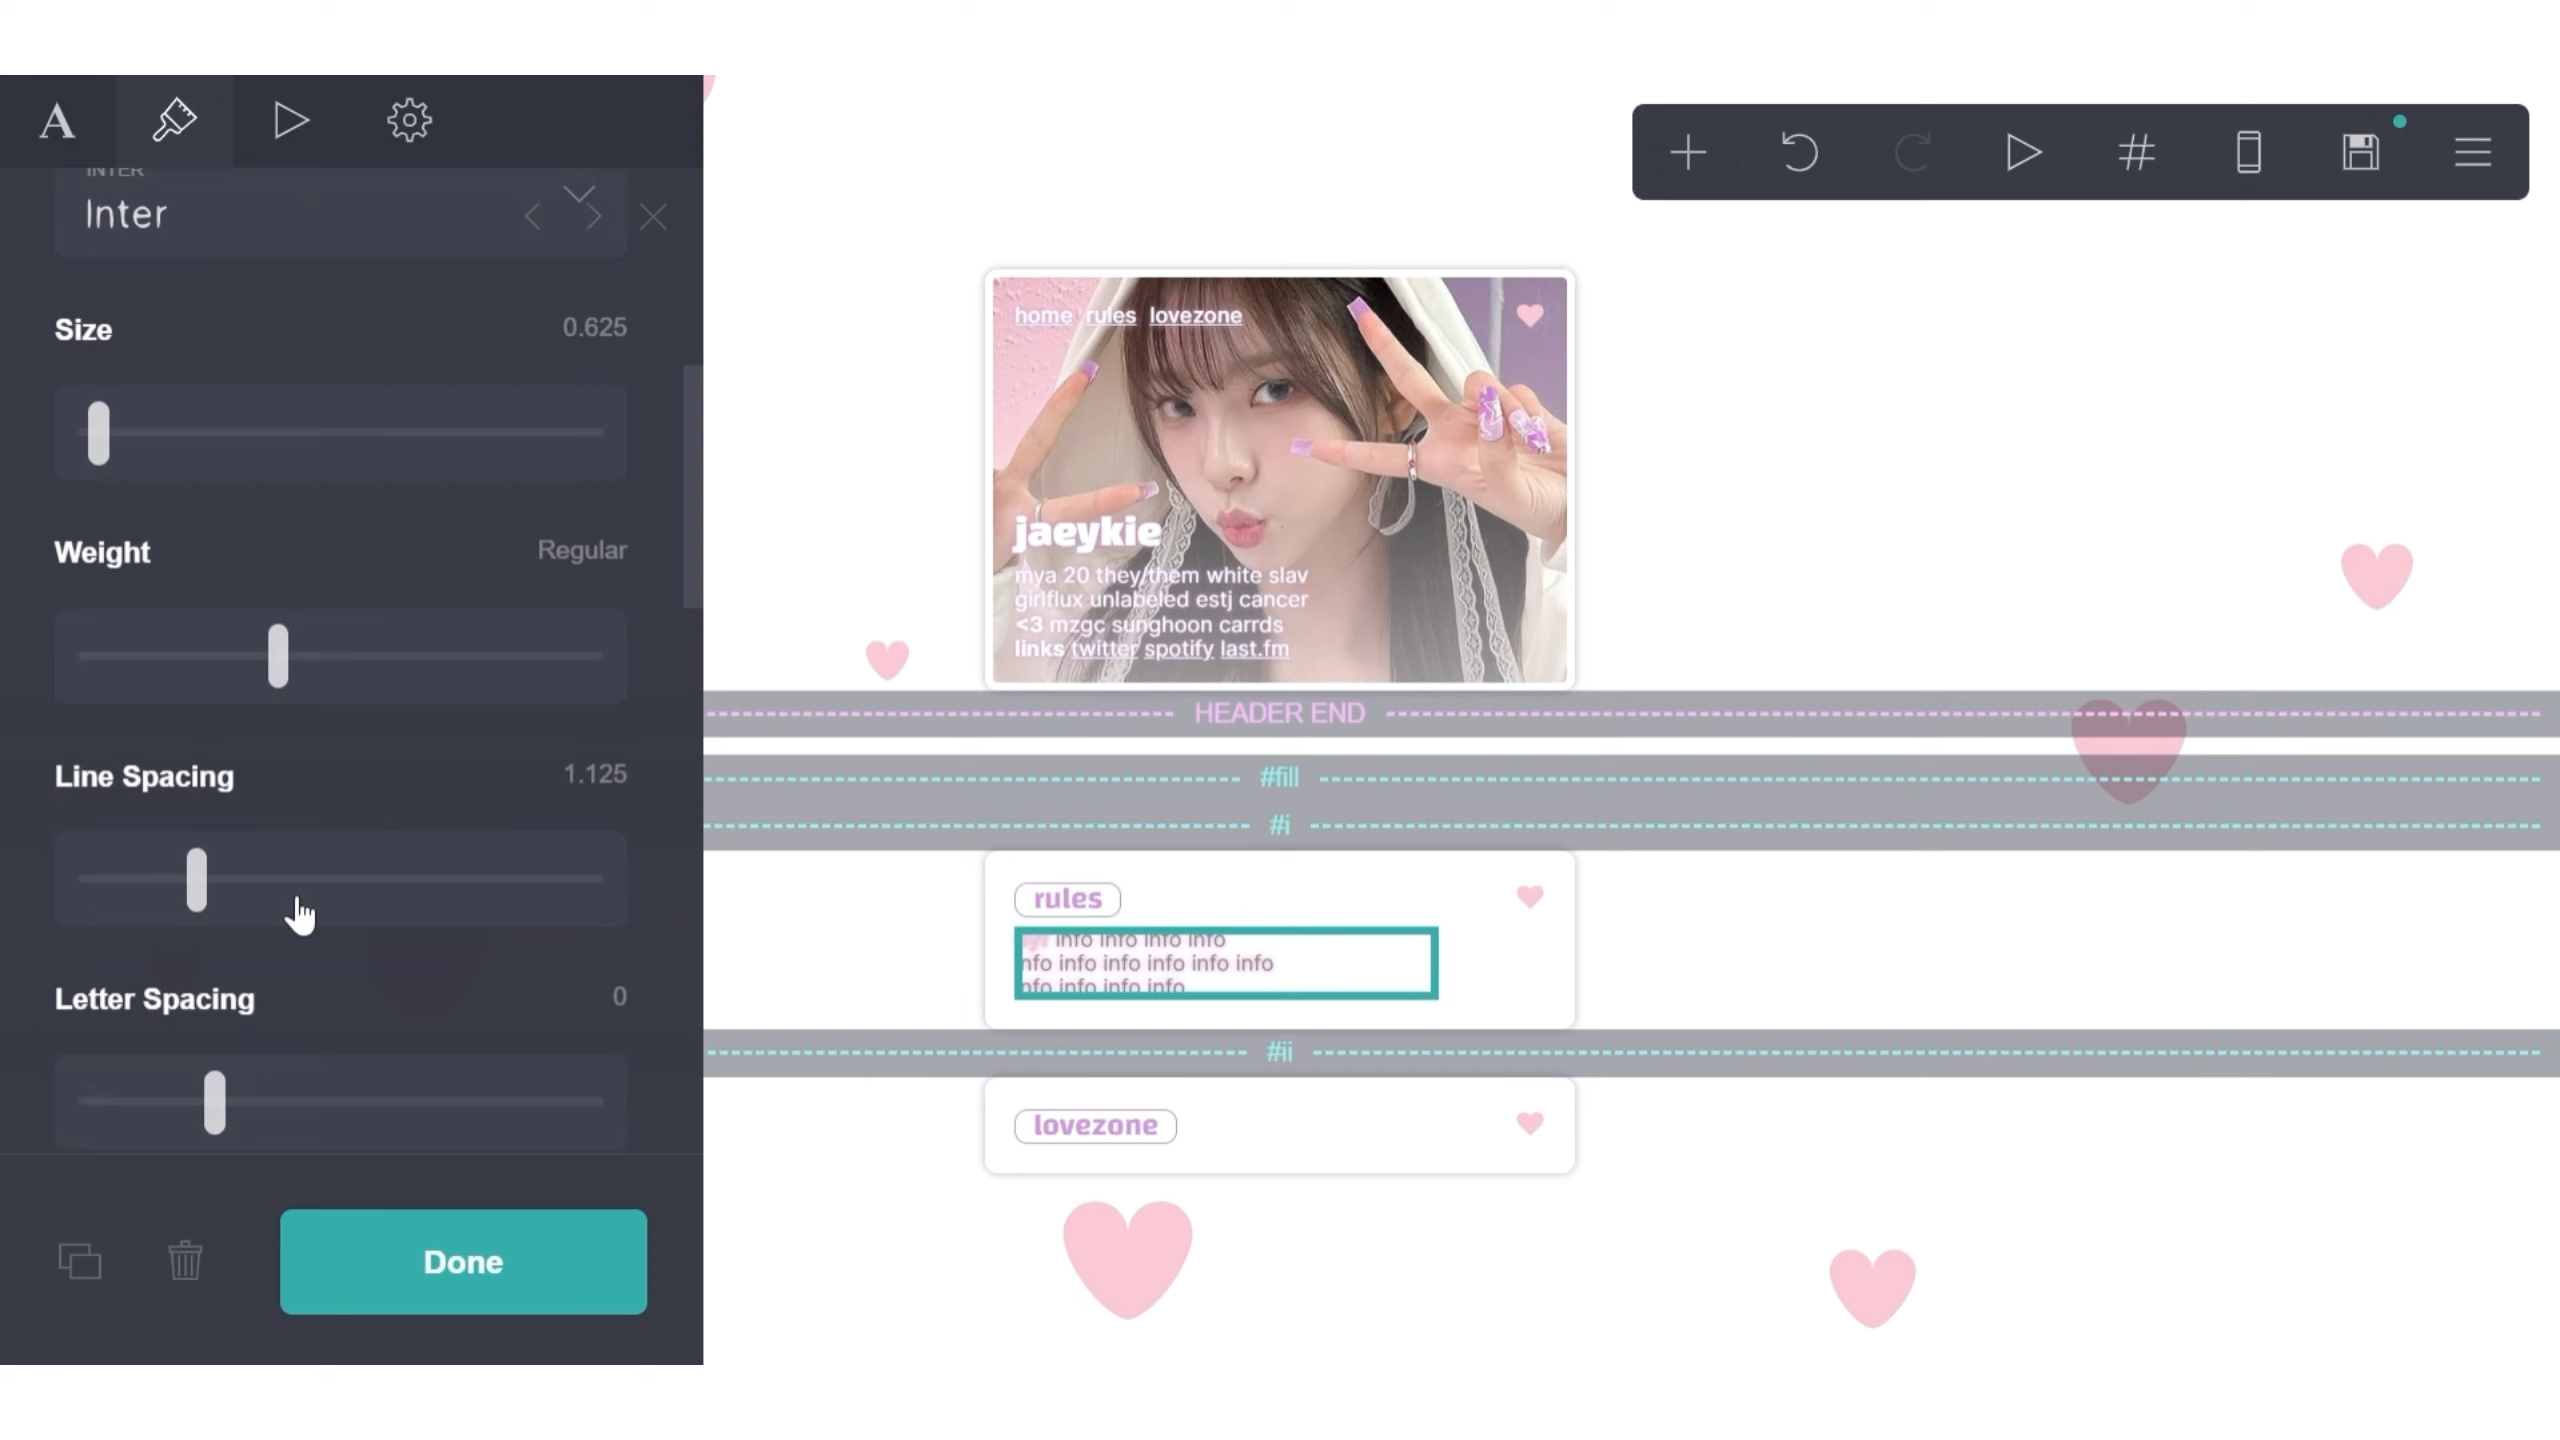 A
INTER
Inter
Size
0.625
Weight
Regular
Line Spacing
1.125
Letter Spacing
0
Done
home rules lovezone
jaeykie
mya 20 they/them white slav
girlflux unlabeled estj cancer
<3 mzgc sunghoon carrds
links twitter spotify last.fm
HEADER END
#fill
#i
rules
info info info info
info info info info info info
info info info info
#ii
lovezone